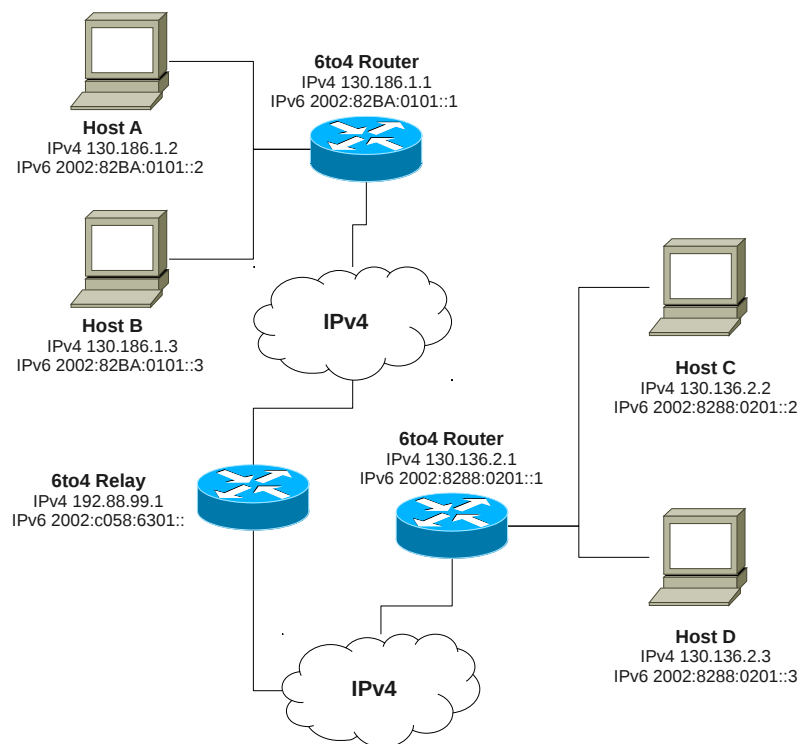 6to4 Router
IPv4 130.186.1.1
IPv6 2002:82BA:0101::1
Host A
IPv4 130.186.1.2
IPv6 2002:82BA:0101::2
Host B
IPv4 130.186.1.3
IPv6 2002:82BA:0101::3
IPv4
Host C
IPv4 130.136.2.2
IPv6 2002:8288:0201::2
6to4 Router
IPv4 130.136.2.1
IPv6 2002:8288:0201::1
6to4 Relay
IPv4 192.88.99.1
IPv6 2002:c058:6301::
Host D
IPv4 130.136.2.3
IPv6 2002:8288:0201::3
IPv4